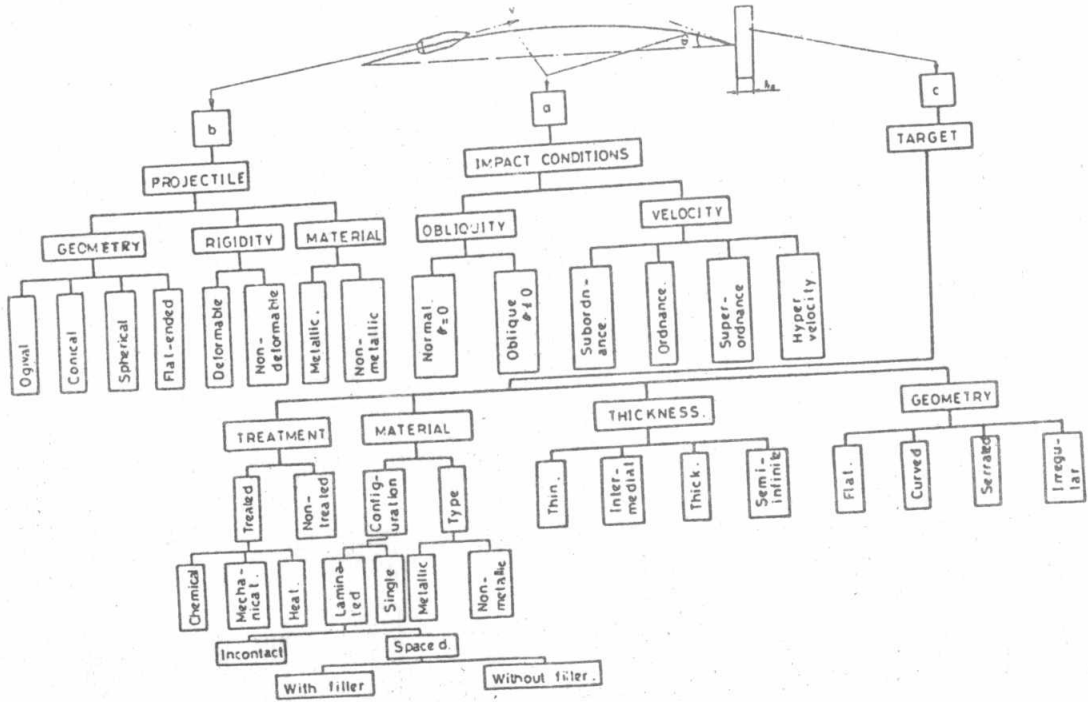 v
b
a
c
PROJECTILE
IMPACT CONDITIONS
TARGET
GEOMETRY
RIGIDITY
MATERIAL
OBLIQUITY
VELOCITY
Ogival
Conical
Spherical
Flat-ended
Deformable
Non-
deformable
Metallic.
Non-
metallic
Normal.
=0
Oblique
Subordn-
ance.
Ordnance.
Super-
ordnance
Hyper
velocity.
TREATMENT
MATERIAL
THICKNESS.
GEOMETRY
Treated
Non-
treated
Config-
uration
Type
Thin.
Inter-
medial
Thick.
Semi-
infinite
Flat.
Curved
Serrated
Irregu-
lar
Chemical
Mecha-
nical.
Heat.
Lamina-
ted
Single
Metallic
Non-
metallic
Incontact
Spaced.
With filler
Without filler.